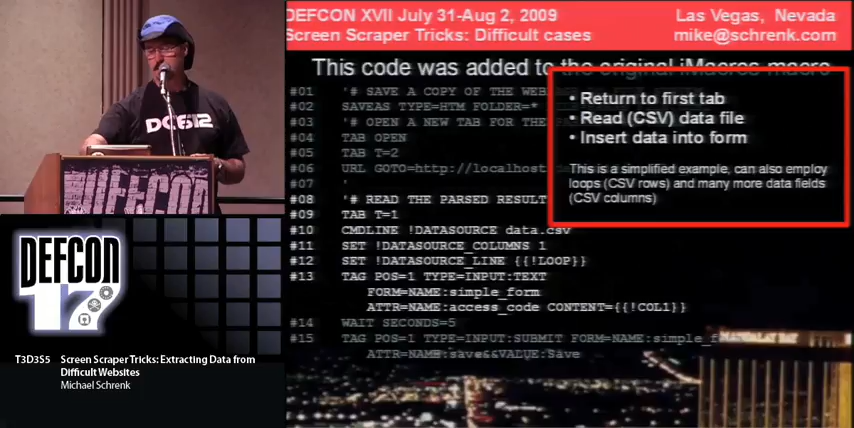 DEFCON XVII July 31-Aug 2, 2009
Las Vegas, Nevada
Screen Scraper Tricks: Difficult cases
mike@schrenk.com
This code was added to the original iMacros macro
#01 '# SAVE A COPY OF THE WEB
#02 SAVEAS TYPE=HTM FOLDER=*
#03 '# OPEN A NEW TAB FOR THE
#04 TAB OPEN
#05 TAB T=2
#06 URL GOTO=http://localhost
#07 '
#08 '# READ THE PARSED RESULT
#09 TAB T=1
#10 CMDLINE !DATASOURCE data.csv
#11 SET !DATASOURCE_COLUMNS 1
#12 SET !DATASOURCE_LINE {{!LOOP}}
#13 TAG POS=1 TYPE=INPUT:TEXT
FORM=NAME:simple_form
ATTR=NAME:access_code CONTENT={{!COL1}}
#14 WAIT SECONDS=5
#15 TAG POS=1 TYPE=INPUT:SUBMIT FORM=NAME:simple_f
ATTR=NAME:save&&VALUE:Save
• Return to first tab
• Read (CSV) data file
• Insert data into form
This is a simplified example, can also employ
loops (CSV rows) and many more data fields
(CSV columns)
DC612
DEFCON
DEFCON
17
T3D3S5 Screen Scraper Tricks: Extracting Data from
Difficult Websites
Michael Schrenk